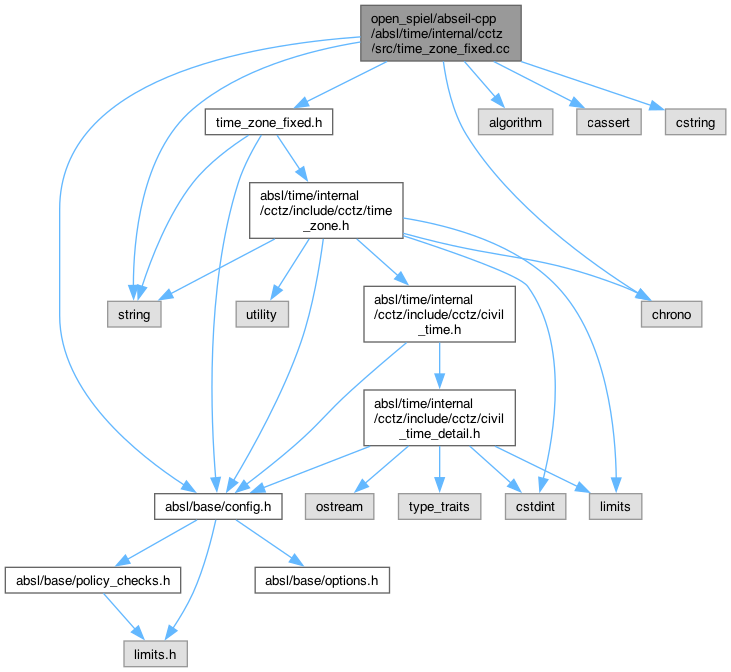 open_spiel/abseil-cpp
/absl/time/internal/cctz
/src/time_zone_fixed.cc
time_zone_fixed.h
algorithm
cassert
cstring
absl/time/internal
/cctz/include/cctz/time
_zone.h
string
utility
absl/time/internal
/cctz/include/cctz/civil
_time.h
chrono
absl/time/internal
/cctz/include/cctz/civil
_time_detail.h
absl/base/config.h
ostream
type_traits
cstdint
limits
absl/base/policy_checks.h
absl/base/options.h
limits.h